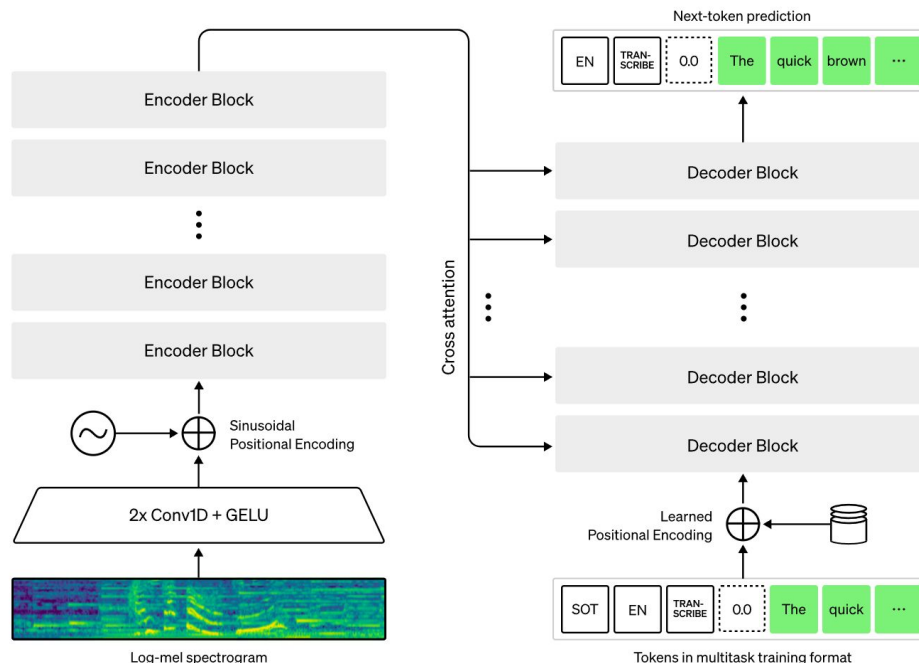 Next-token prediction
EN
TRAN-
SCRIBE
0.0
The
quick
brown
...
Encoder Block
Encoder Block
Encoder Block
Encoder Block
Sinusoidal
Positional Encoding
2x Conv1D + GELU
Log-mel spectrogram
Cross attention
Decoder Block
Decoder Block
Decoder Block
Decoder Block
Learned
Positional Encoding
SOT
EN
TRAN-
SCRIBE
0.0
The
quick
...
Tokens in multitask training format